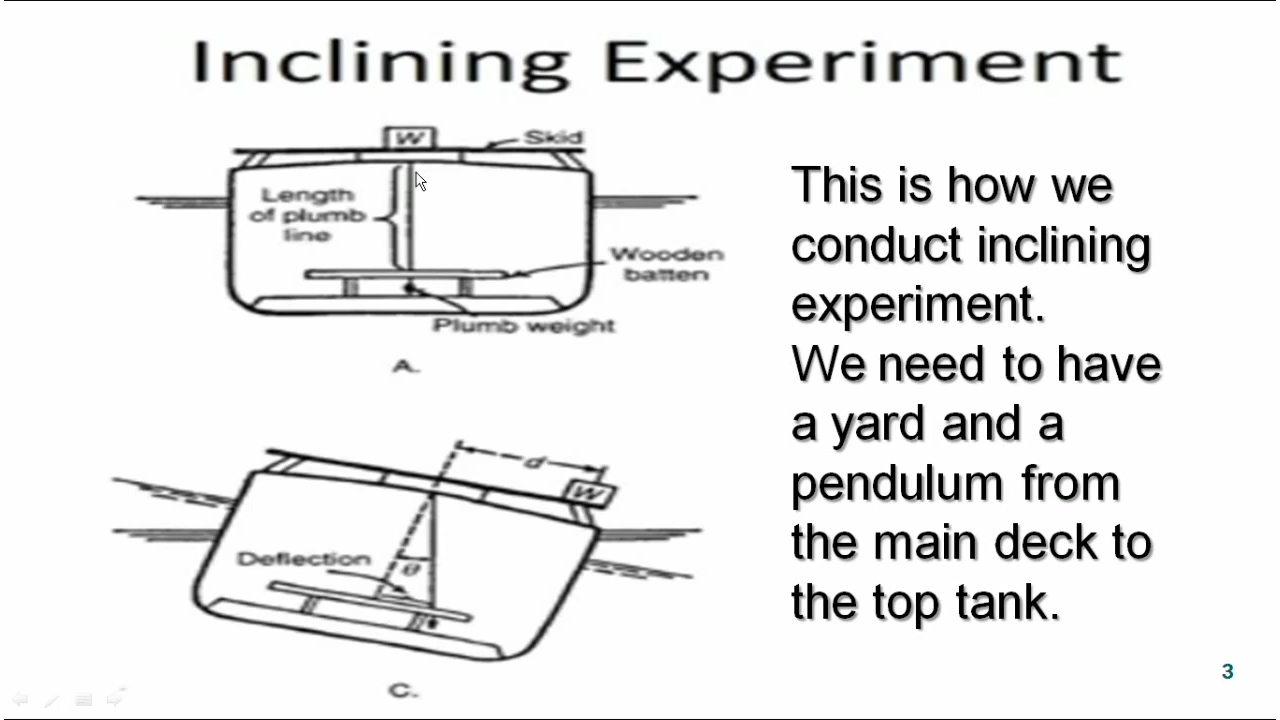 Inclining Experiment
W
Skid
Length
of plumb
line
Wooden
batten
Plumb weight
A.
d
W
Deflection
θ
C.
This is how we
conduct inclining
experiment.
We need to have
a yard and a
pendulum from
the main deck to
the top tank.
3